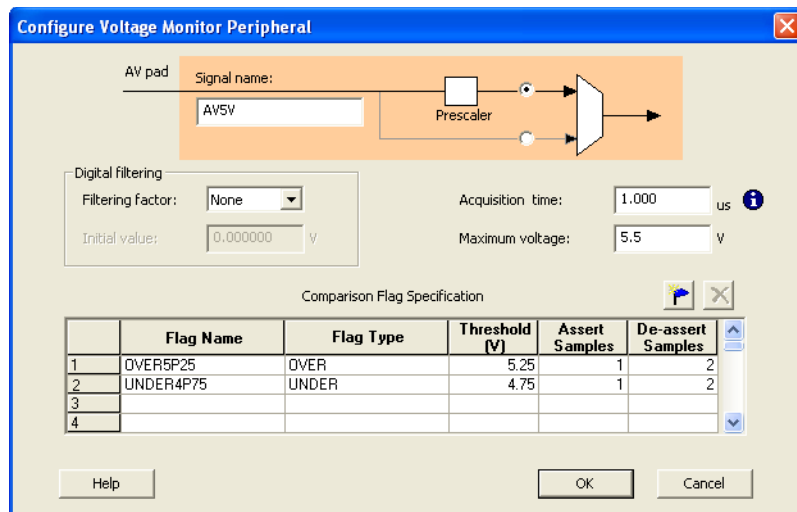 Configure Voltage Monitor Peripheral
AV pad
Signal name:
AV5V
Prescaler
Digital filtering
Filtering factor: None
Initial value: 0.000000 V
Acquisition time: 1.000 us
Maximum voltage: 5.5 V
Comparison Flag Specification
Flag Name Flag Type Threshold (V) Assert Samples De-assert Samples
1 OVER5P25 OVER 5.25 1 2
2 UNDER4P75 UNDER 4.75 1 2
3
4
Help OK Cancel